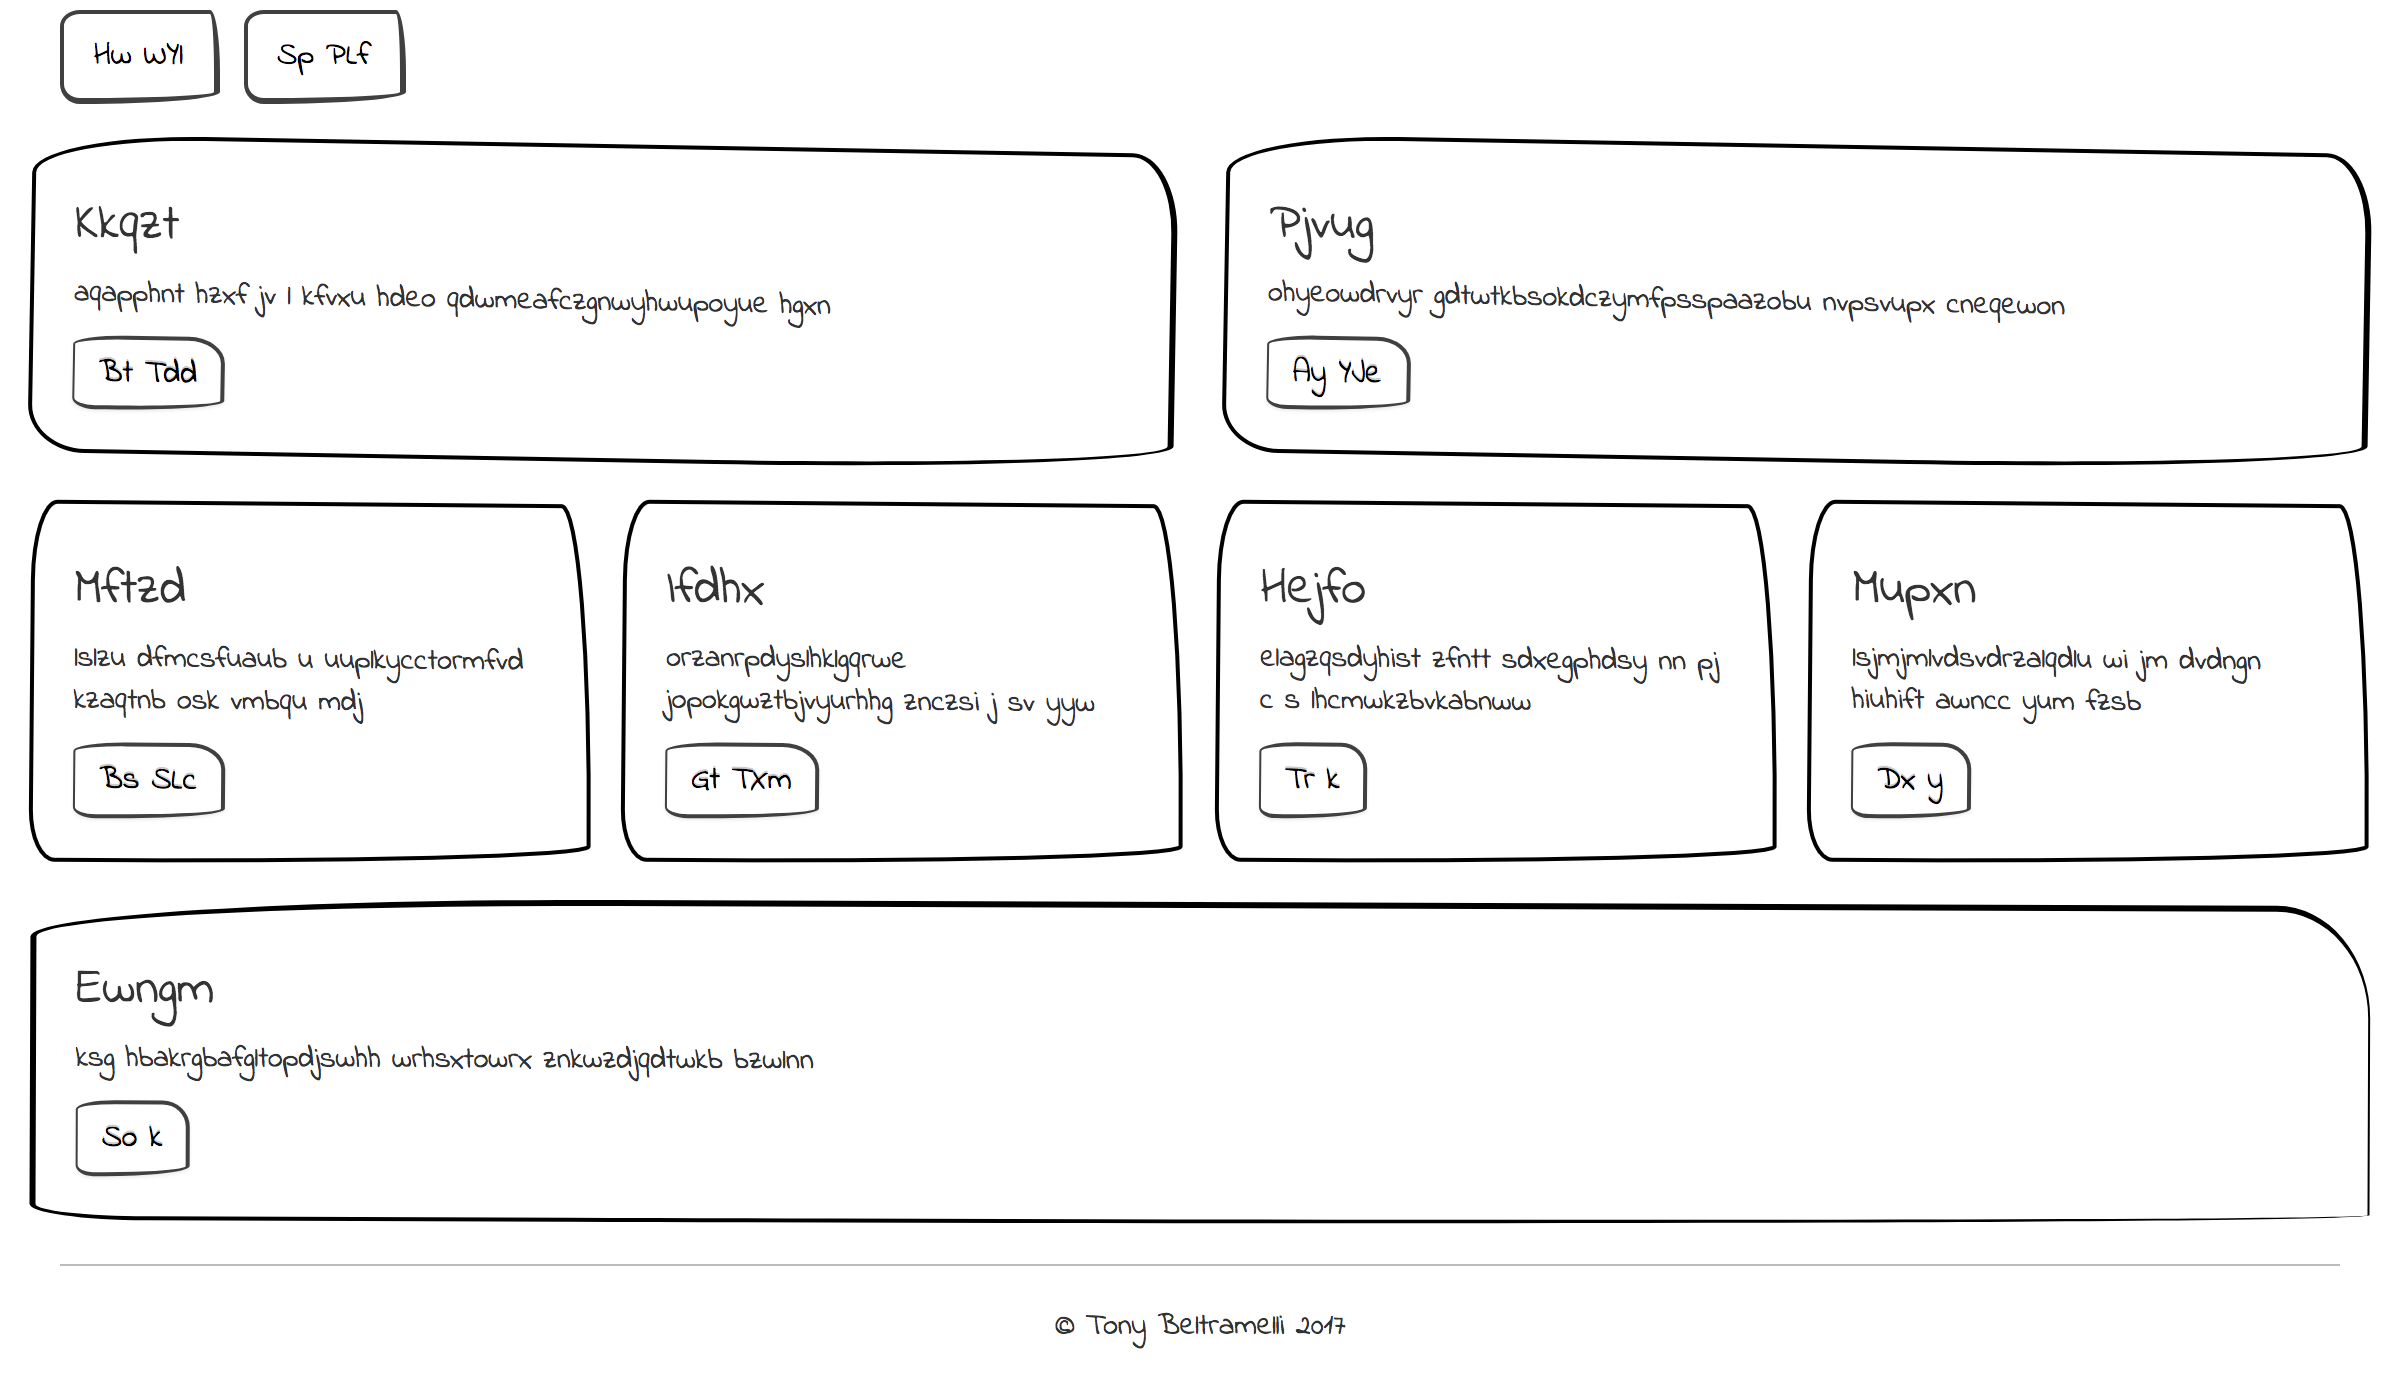 Hw WYI
Sp PLf
Kkqzt
aqapphnt hzxf jv l kfvxu hdeo qdwmeafczgnwyhwupoyue hgxn
Bt Tdd
Pjvug
ohyeowdrvyr gdtwtkbsokdczymfpsspaazobu nvpsvupx cneqewon
Ay YJe
Mftzd
lslzu dfmcsfuaub u uuplkycctormfvd
kzaqtnb osk vmbqu mdj
Bs SLc
Ifdhx
orzanrpdyslhklgqrwe
jopokgwztbjvyurhhg znczsi j sv yyw
Gt TXm
Hejfo
elagzqsdyhist zfntt sdxegphdsy nn pj
c s lhcmwkzbvkabnww
Tr k
Mupxn
lsjmjmlvdsvdrzalqdlu wi jm dvdngn
hiuhift awncc yum fzsb
Dx y
Ewngm
ksg hbakrgbafgltopdjswhh wrhsxtowrx znkwzdjqdtwkb bzwlnn
So k
© Tony Beltramelli 2017